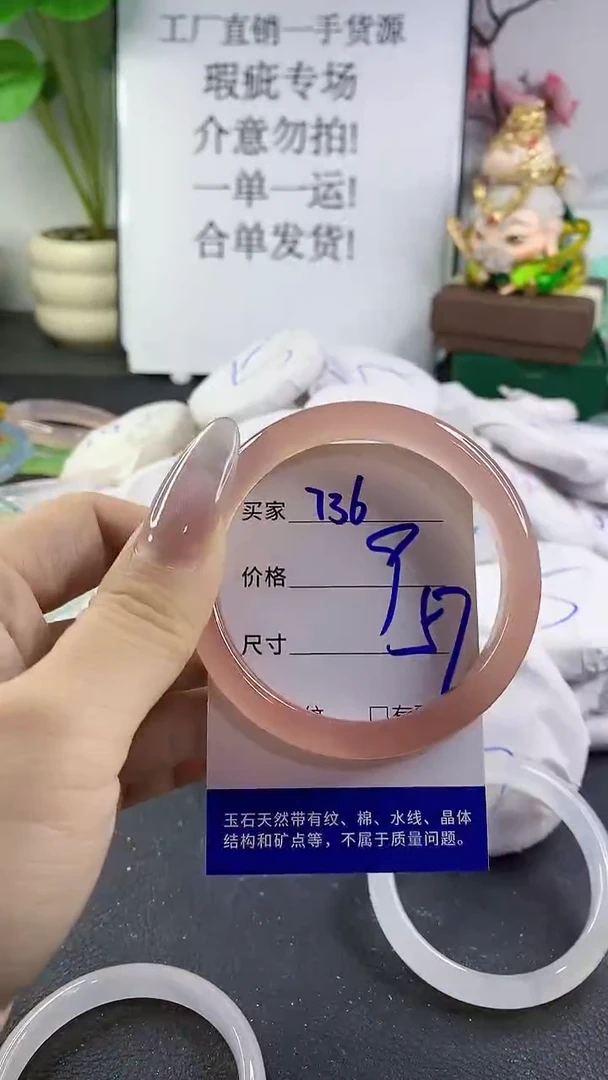 工厂直销一手货源
瑕疵专场
介意勿拍!
一单一运!
合单发货!
买家 736
价格
尺寸 57
玉石天然带有纹、棉、水线、晶体
结构和矿点等，不属于质量问题。